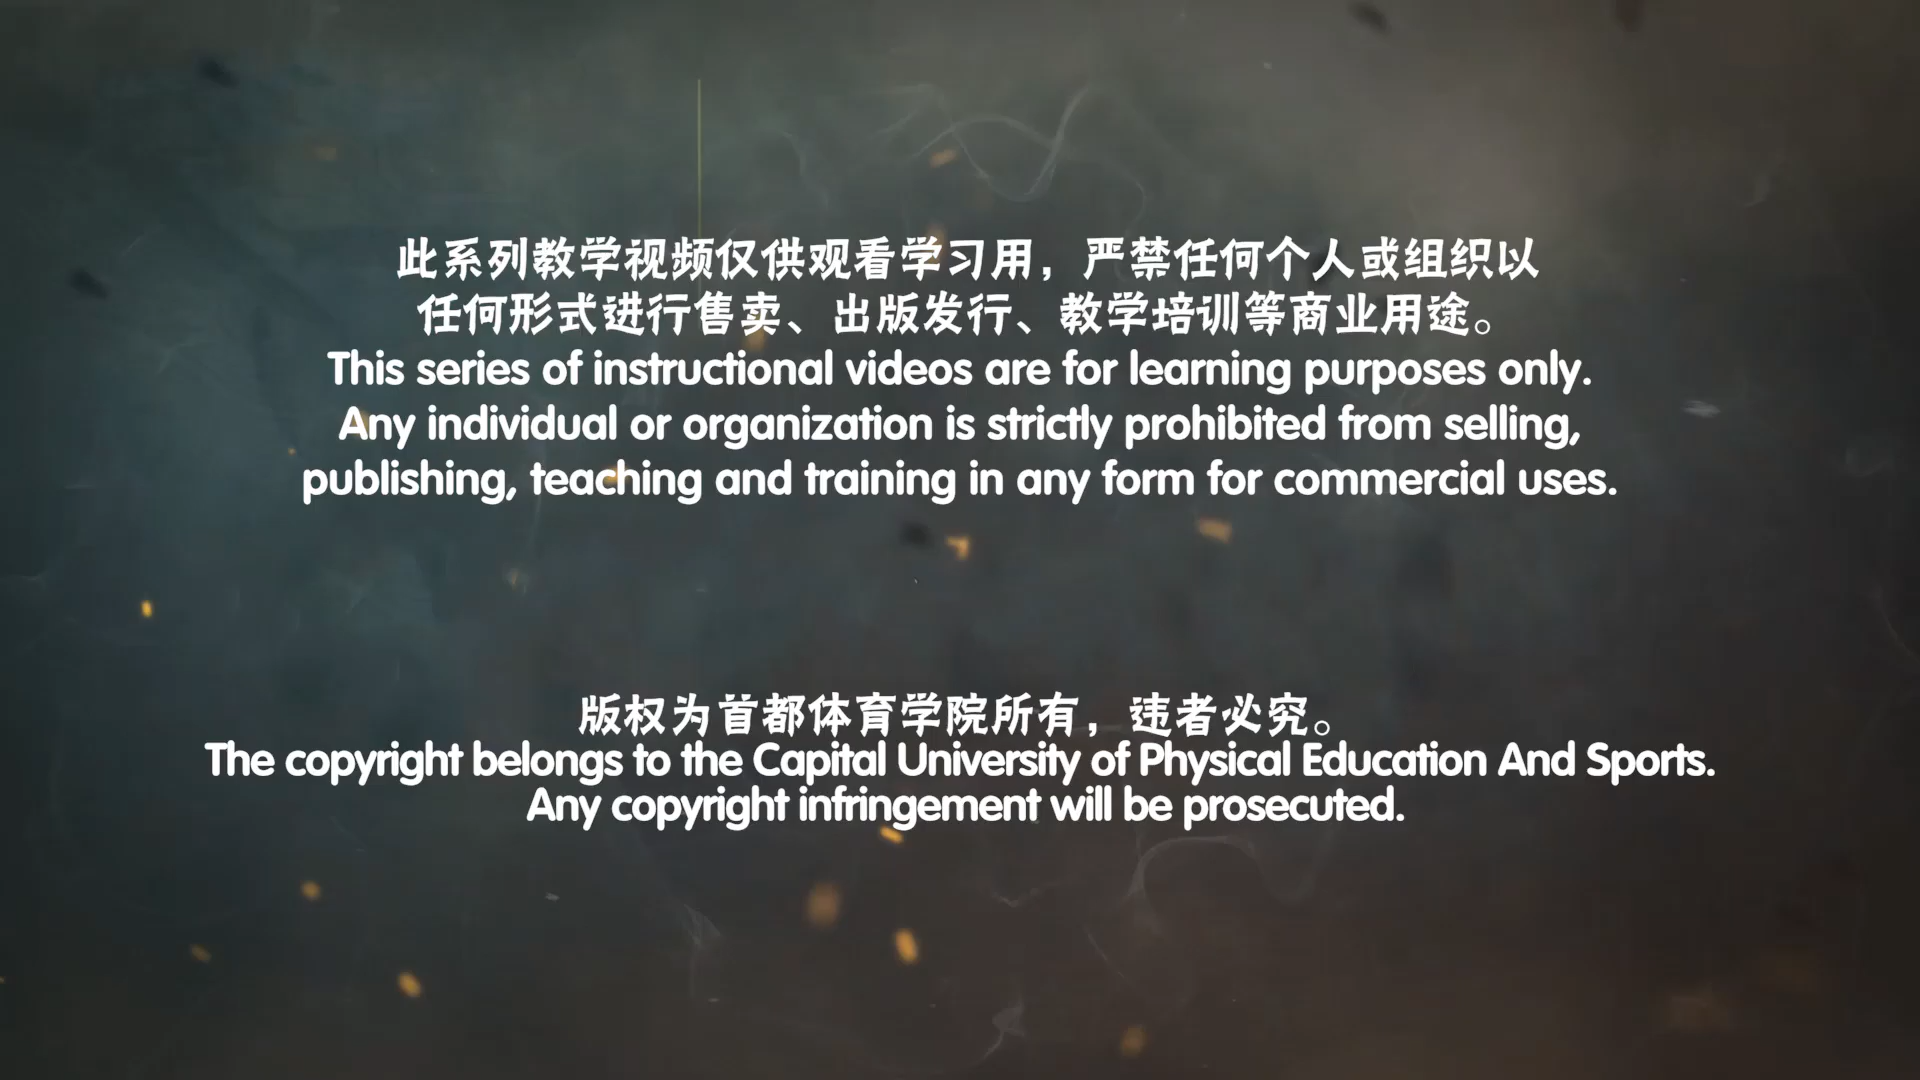 此系列教学视频仅供观看学习用，严禁任何个人或组织以
任何形式进行售卖、出版发行、教学培训等商业用途。
This series of instructional videos are for learning purposes only.
Any individual or organization is strictly prohibited from selling,
publishing, teaching and training in any form for commercial uses.
版权为首都体育学院所有，违者必究。
The copyright belongs to the Capital University of Physical Education And Sports.
Any copyright infringement will be prosecuted.